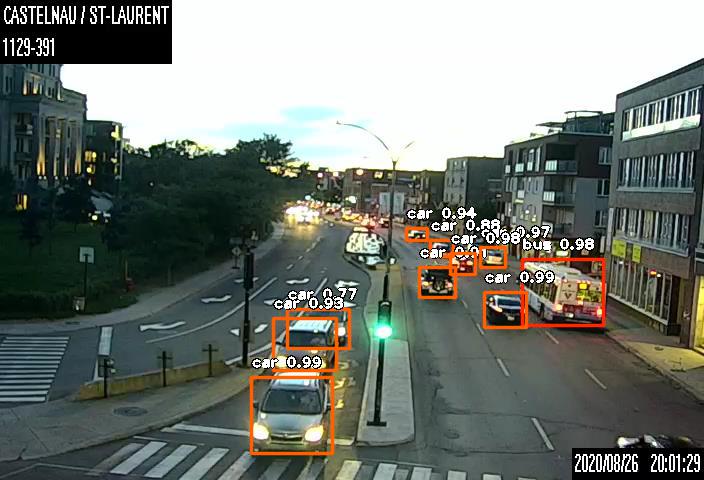 CASTELNAU / ST-LAURENT
1129-391
car 0.94
car 0.88
0.97
car 0.98
bus 0.98
car 0.91
car 0.99
car 0.77
car 0.93
car 0.99
2020/08/26 20:01:29